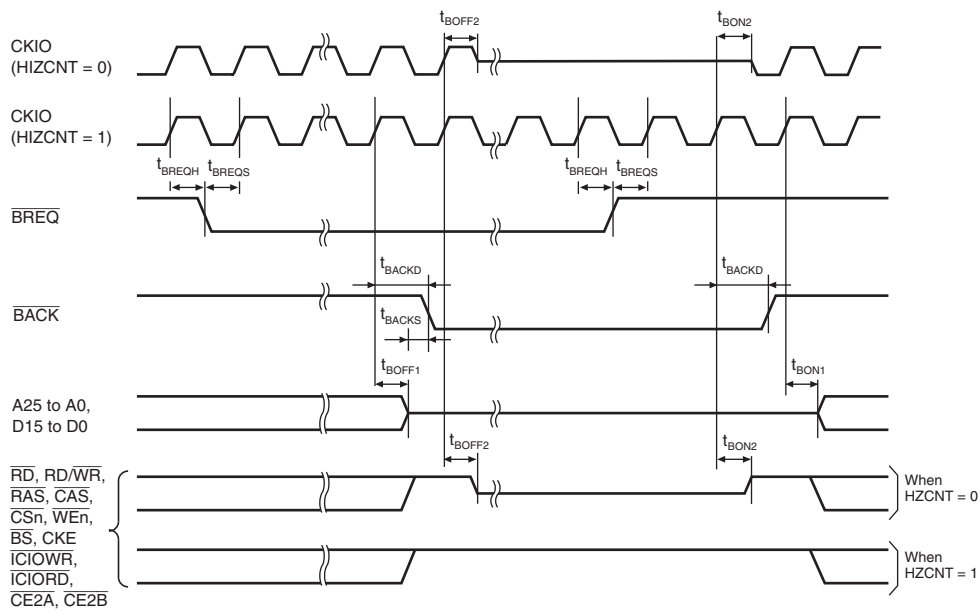 tBOFF2
tBON2
CKIO
(HIZCNT = 0)
CKIO
(HIZCNT = 1)
tBREQH
tBREQS
tBREQH
tBREQS
BREQ
tBACKD
tBACKD
BACK
tBACKS
tBOFF1
tBON1
A25 to A0,
D15 to D0
tBOFF2
tBON2
RD, RD/WR,
RAS, CAS,
CSn, WEn,
BS, CKE
ICIOWR,
ICIORD,
CE2A, CE2B
When
HZCNT = 0
When
HZCNT = 1